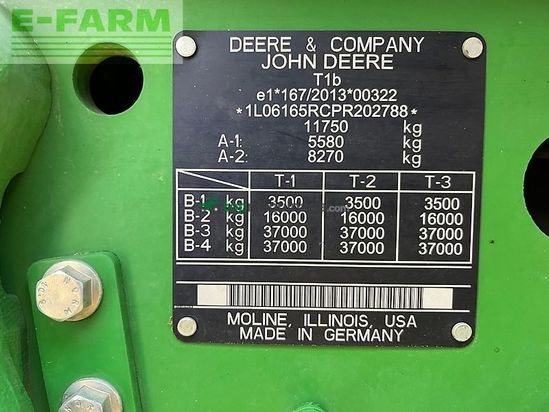 E-FARM
DEERE & COMPANY
JOHN DEERE
T1b
e1*167/2013*00322
*1L06165RCPR202788*
11750 kg
A-1: 5580 kg
A-2: 8270 kg
T-1 T-2 T-3
B-1 kg 3500 3500 3500
B-2 kg 16000 16000 16000
B-3 kg 37000 37000 37000
B-4 kg 37000 37000 37000
MOLINE, ILLINOIS, USA
MADE IN GERMANY